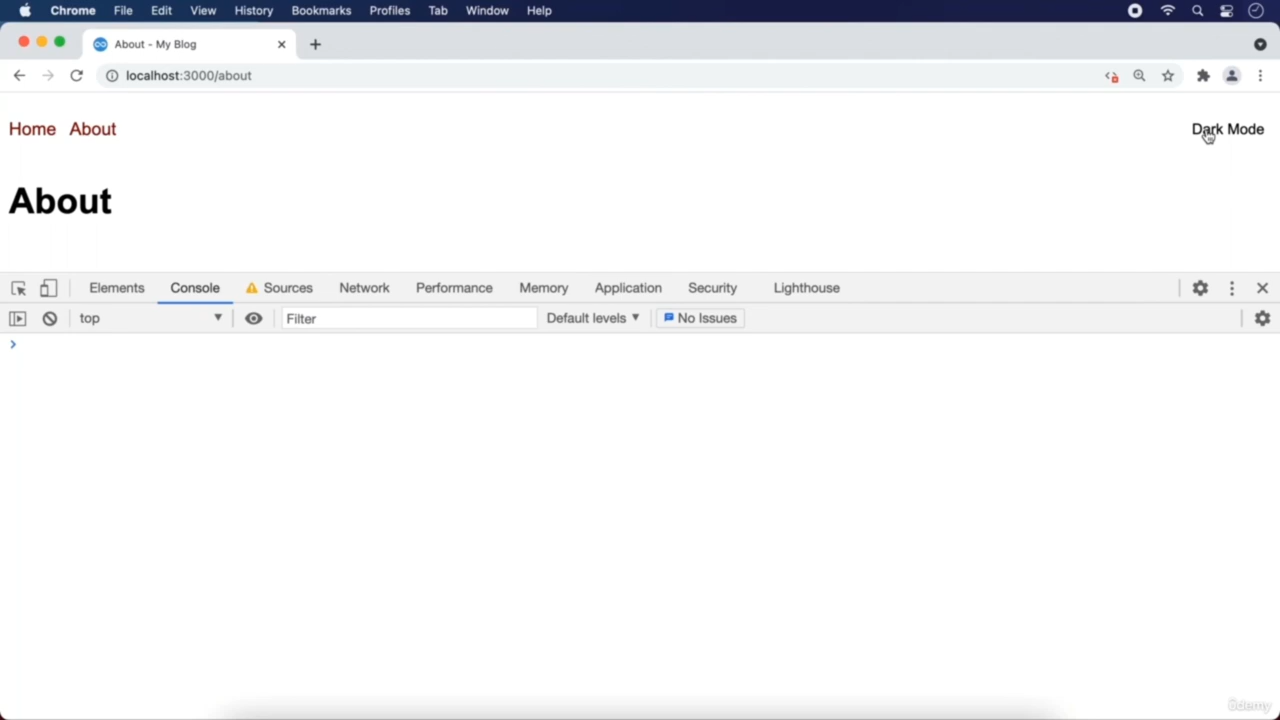 Chrome File Edit View History Bookmarks Profiles Tab Window Help
About - My Blog
localhost:3000/about
Home About Dark Mode
About
Elements Console Sources Network Performance Memory Application Security Lighthouse
top Filter Default levels No Issues
ûdemy